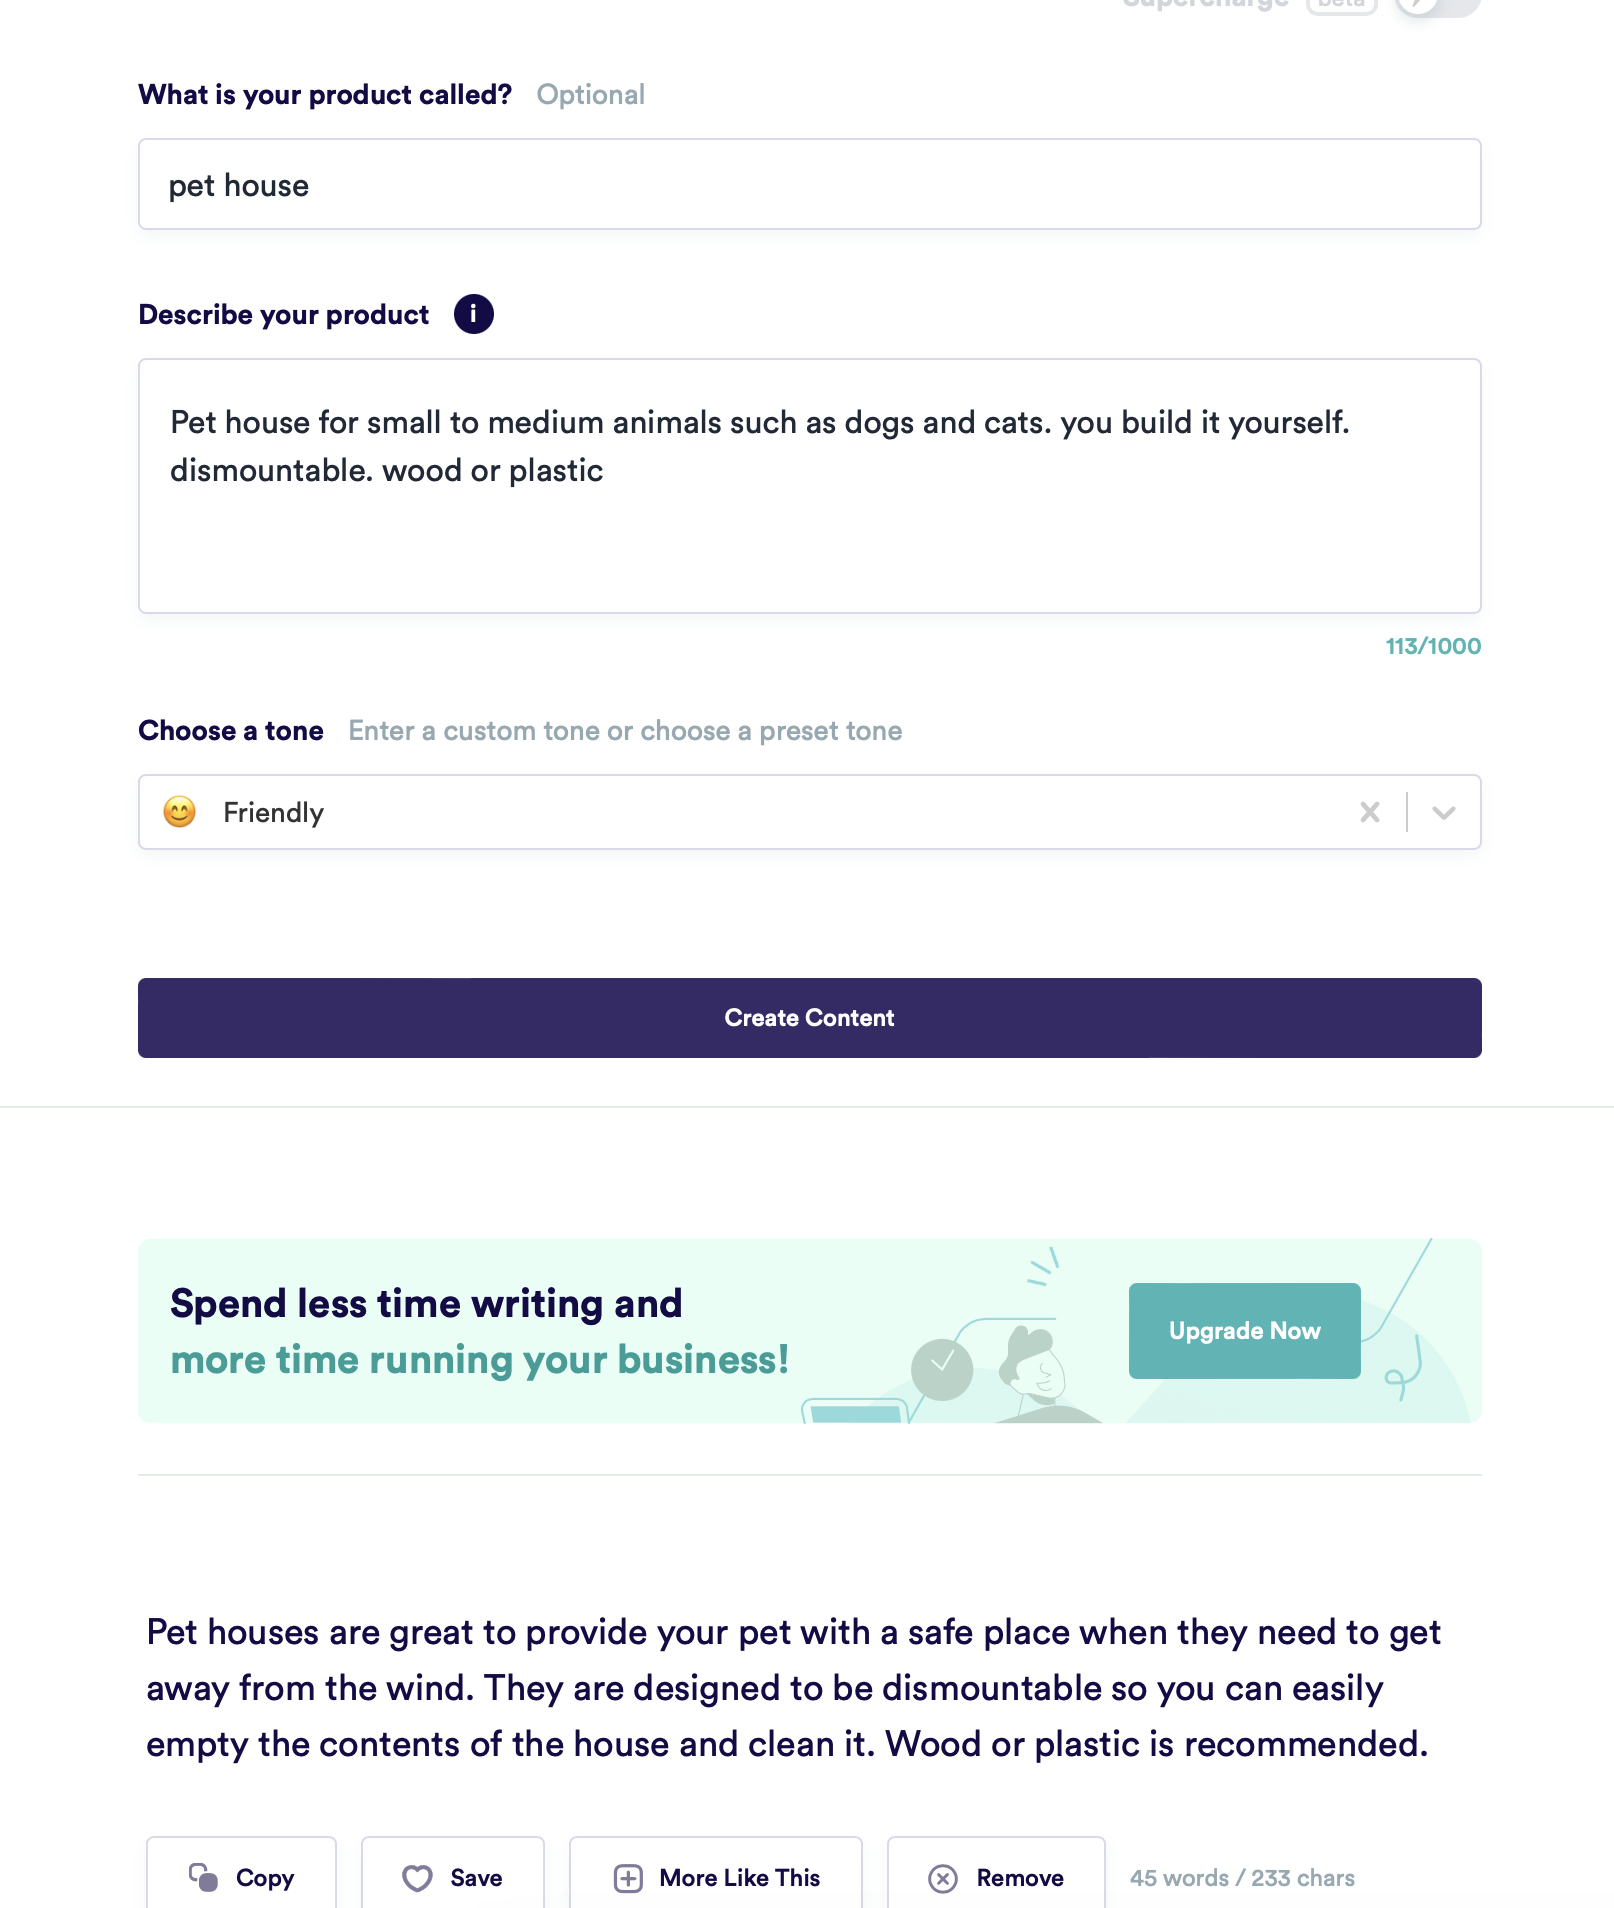 Supercharge beta
What is your product called? Optional
pet house
Describe your product i
Pet house for small to medium animals such as dogs and cats. you build it yourself.
dismountable. wood or plastic
113/1000
Choose a tone Enter a custom tone or choose a preset tone
😊 Friendly
Create Content
Spend less time writing and
more time running your business!
Upgrade Now
Pet houses are great to provide your pet with a safe place when they need to get
away from the wind. They are designed to be dismountable so you can easily
empty the contents of the house and clean it. Wood or plastic is recommended.
Copy Save More Like This Remove 45 words / 233 chars